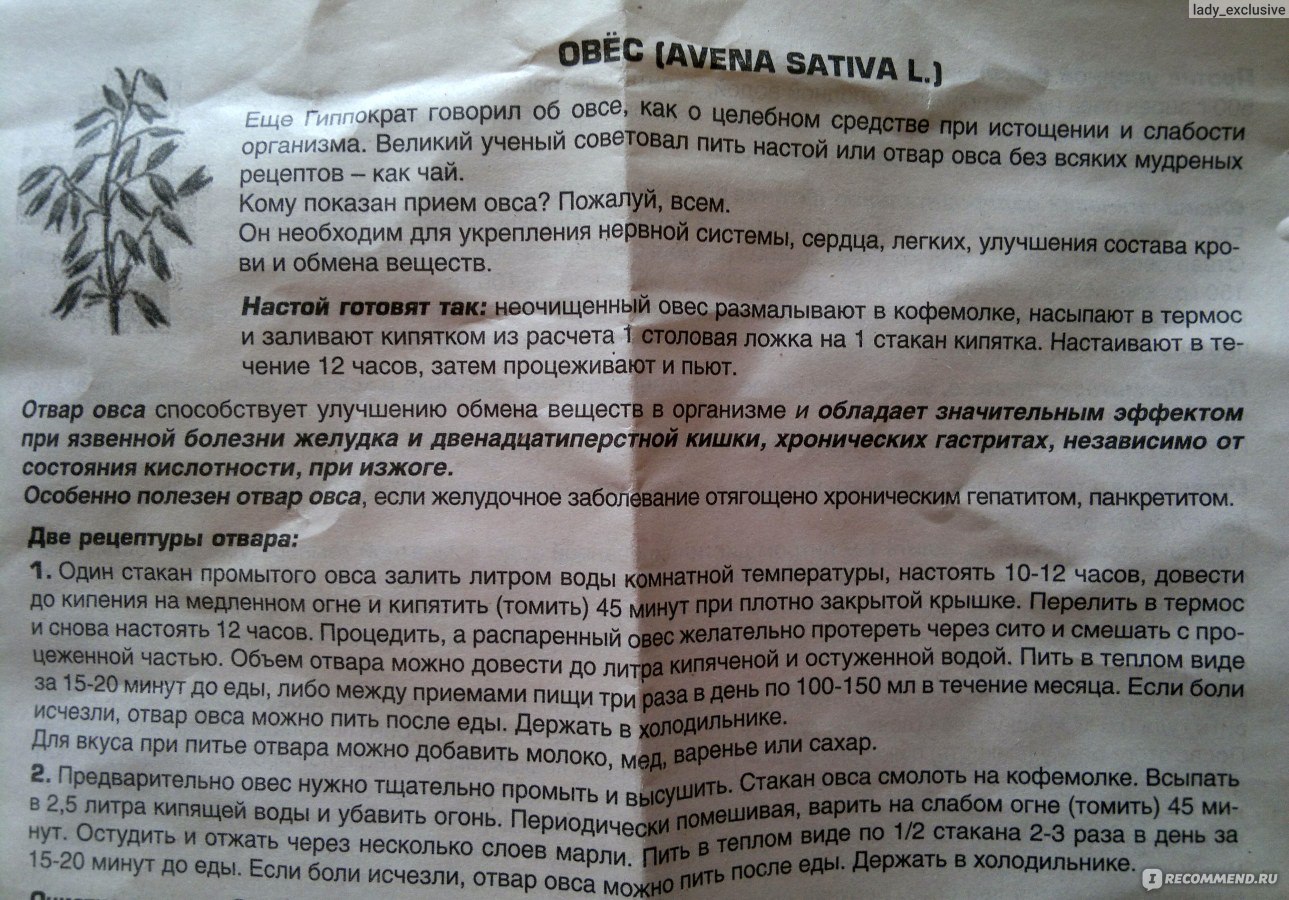 lady_exclusive
ОВЁС (AVENA SATIVA L.)
Еще Гиппократ говорил об овсе, как о целебном средстве при истощении и слабости
организма. Великий ученый советовал пить настой или отвар овса без всяких мудреных
рецептов – как чай.
Кому показан прием овса? Пожалуй, всем.
Он необходим для укрепления нервной системы, сердца, легких, улучшения состава кро-
ви и обмена веществ.
Настой готовят так: неочищенный овес размалывают в кофемолке, насыпают в термос
и заливают кипятком из расчета 1 столовая ложка на 1 стакан кипятка. Настаивают в те-
чение 12 часов, затем процеживают и пьют.
Отвар овса способствует улучшению обмена веществ в организме и обладает значительным эффектом
при язвенной болезни желудка и двенадцатиперстной кишки, хронических гастритах, независимо от
состояния кислотности, при изжоге.
Особенно полезен отвар овса, если желудочное заболевание отягощено хроническим гепатитом, панкретитом.
Две рецептуры отвара:
1. Один стакан промытого овса залить литром воды комнатной температуры, настоять 10-12 часов, довести
до кипения на медленном огне и кипятить (томить) 45 минут при плотно закрытой крышке. Перелить в термос
и снова настоять 12 часов. Процедить, а распаренный овес желательно протереть через сито и смешать с про-
цеженной частью. Объем отвара можно довести до литра кипяченой и остуженной водой. Пить в теплом виде
за 15-20 минут до еды, либо между приемами пищи три раза в день по 100-150 мл в течение месяца. Если боли
исчезли, отвар овса можно пить после еды. Держать в холодильнике.
Для вкуса при питье отвара можно добавить молоко, мед, варенье или сахар.
2. Предварительно овес нужно тщательно промыть и высушить. Стакан овса смолоть на кофемолке. Всыпать
в 2,5 литра кипящей воды и убавить огонь. Периодически помешивая, варить на слабом огне (томить) 45 ми-
нут. Остудить и отжать через несколько слоев марли. Пить в теплом виде по 1/2 стакана 2-3 раза в день за
15-20 минут до еды. Если боли исчезли, отвар овса можно пить после еды. Держать в холодильнике.
IRECOMMEND.RU